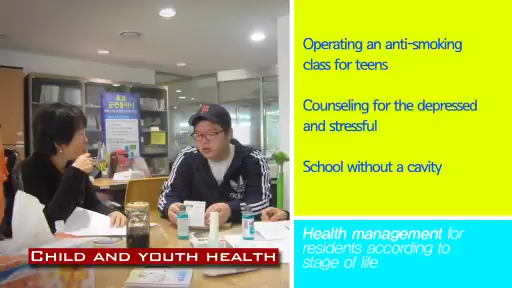 Operating an anti-smoking
class for teens
Counseling for the depressed
and stressful
School without a cavity
Health management for
residents according to
stage of life
CHILD AND YOUTH HEALTH
adidas